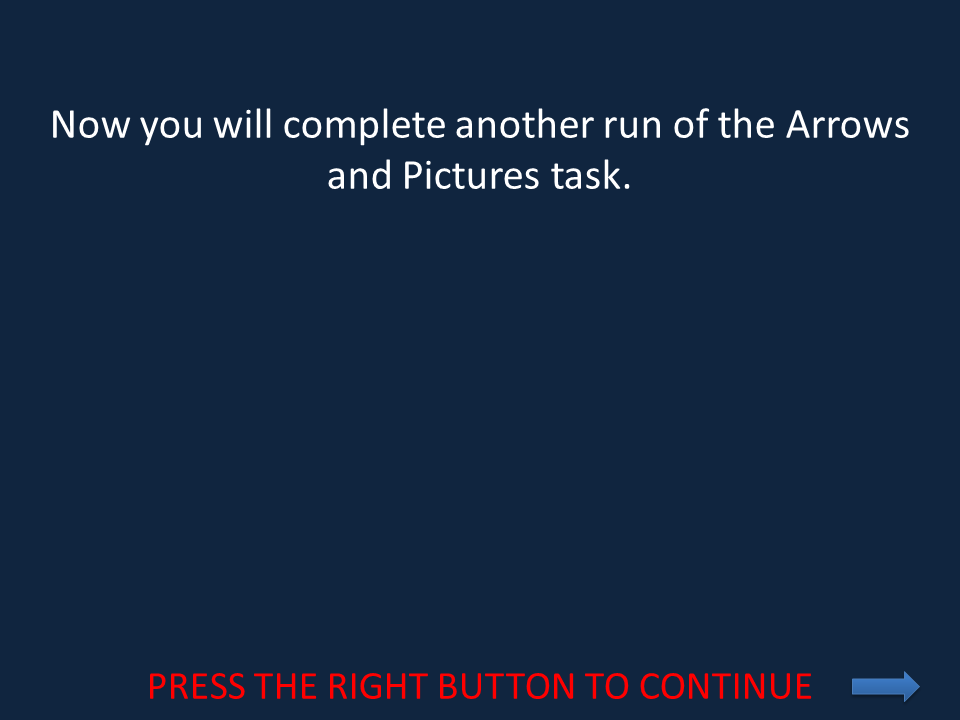 Now you will complete another run of the Arrows
and Pictures task.
PRESS THE RIGHT BUTTON TO CONTINUE